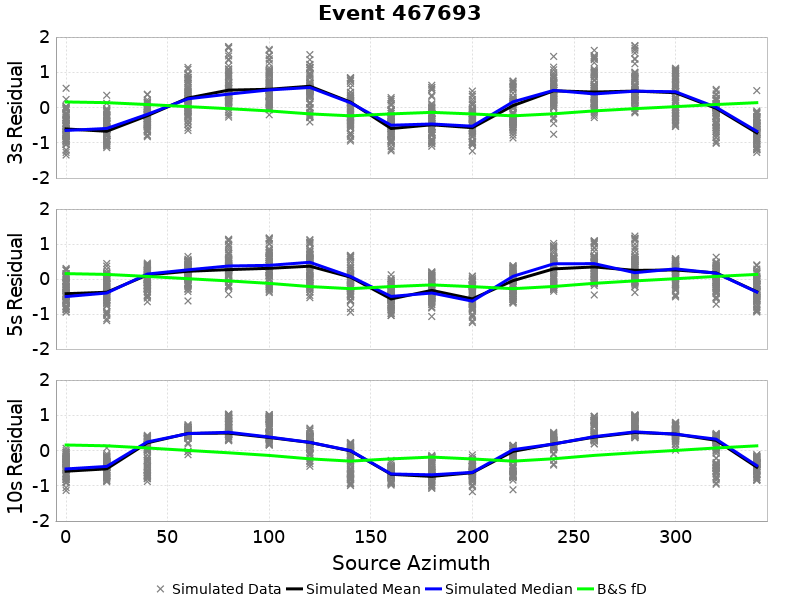 Event 467693
3s Residual
2
1
0
-1
-2
5s Residual
2
1
0
-1
-2
10s Residual
2
1
0
-1
-2
0 50 100 150 200 250 300
Source Azimuth
Simulated Data Simulated Mean Simulated Median B&S fD